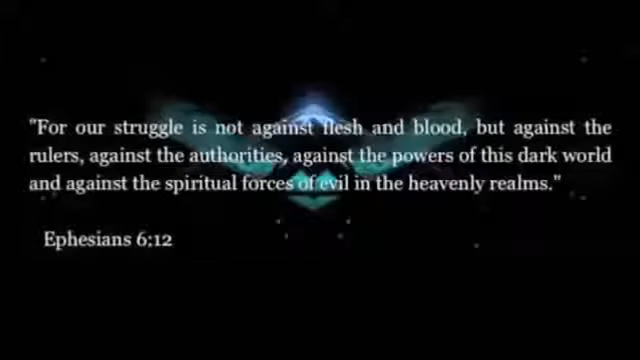 "For our struggle is not against flesh and blood, but against the
rulers, against the authorities, against the powers of this dark world
and against the spiritual forces of evil in the heavenly realms."
Ephesians 6:12